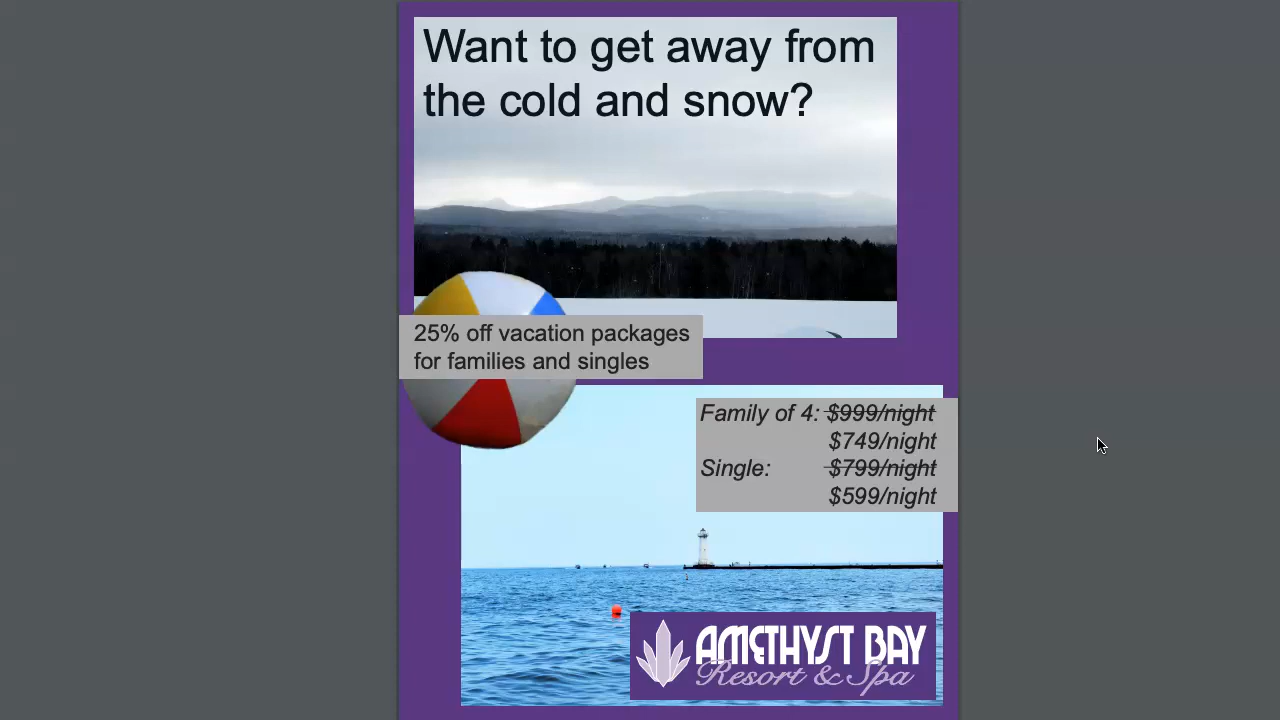 Want to get away from
the cold and snow?
25% off vacation packages
for families and singles
Family of 4: $999/night
$749/night
Single: $799/night
$599/night
AMETHYST BAY
Resort & Spa